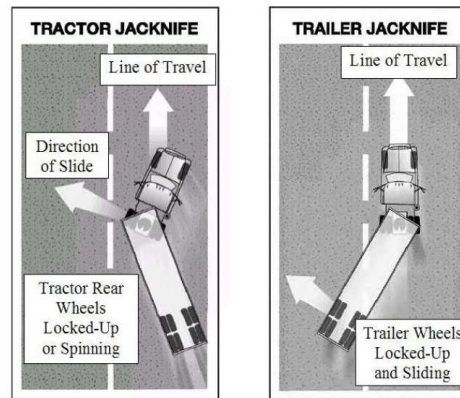 TRACTOR JACKNIFE
Line of Travel
Direction
of Slide
Tractor Rear
Wheels
Locked-Up
or Spinning
TRAILER JACKNIFE
Line of Travel
Trailer Wheels
Locked-Up
and Sliding